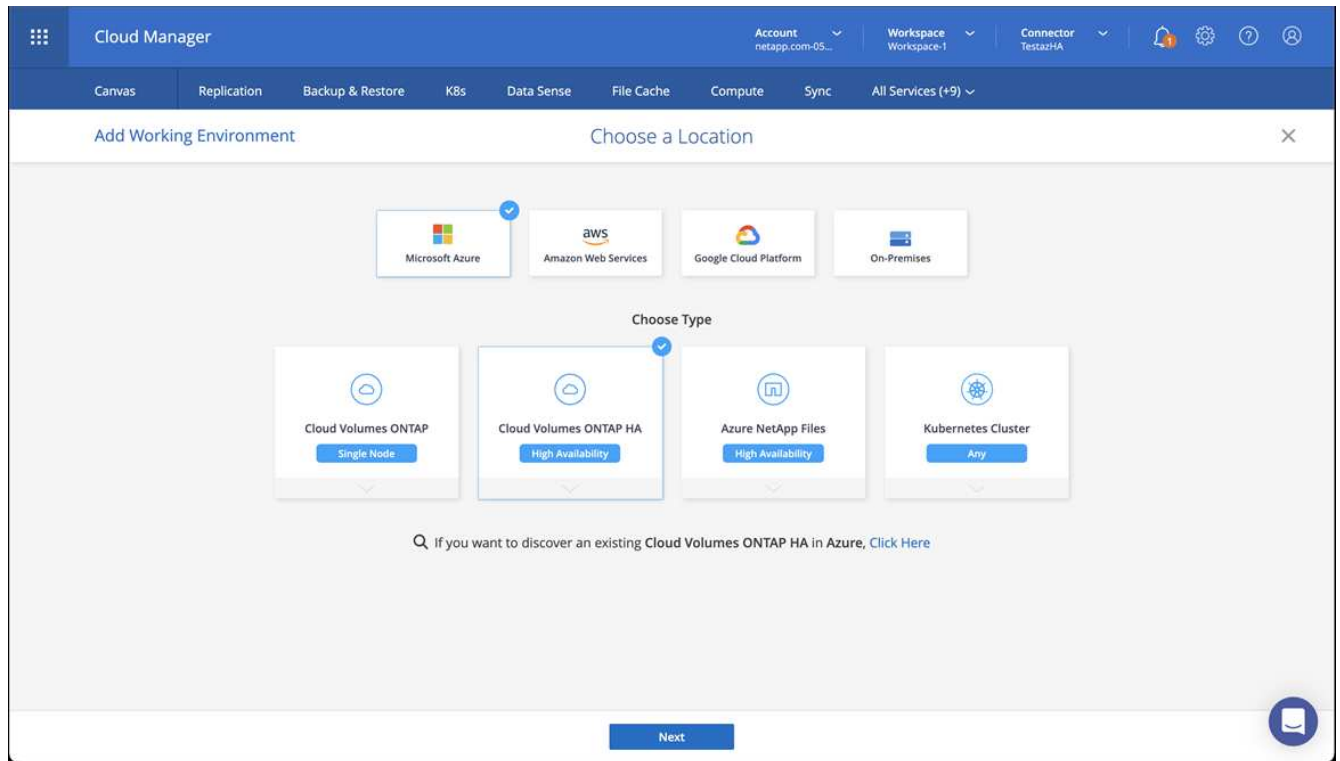 Cloud Manager
Account
netapp.com-05...
Workspace
Workspace-1
Connector
TestazHA
1
Canvas Replication Backup & Restore K8s Data Sense File Cache Compute Sync All Services (+9)
Add Working Environment
Choose a Location
aws
Microsoft Azure Amazon Web Services Google Cloud Platform On-Premises
Choose Type
Cloud Volumes ONTAP Cloud Volumes ONTAP HA Azure NetApp Files Kubernetes Cluster
Single Node High Availability High Availability Any
If you want to discover an existing Cloud Volumes ONTAP HA in Azure, Click Here
Next